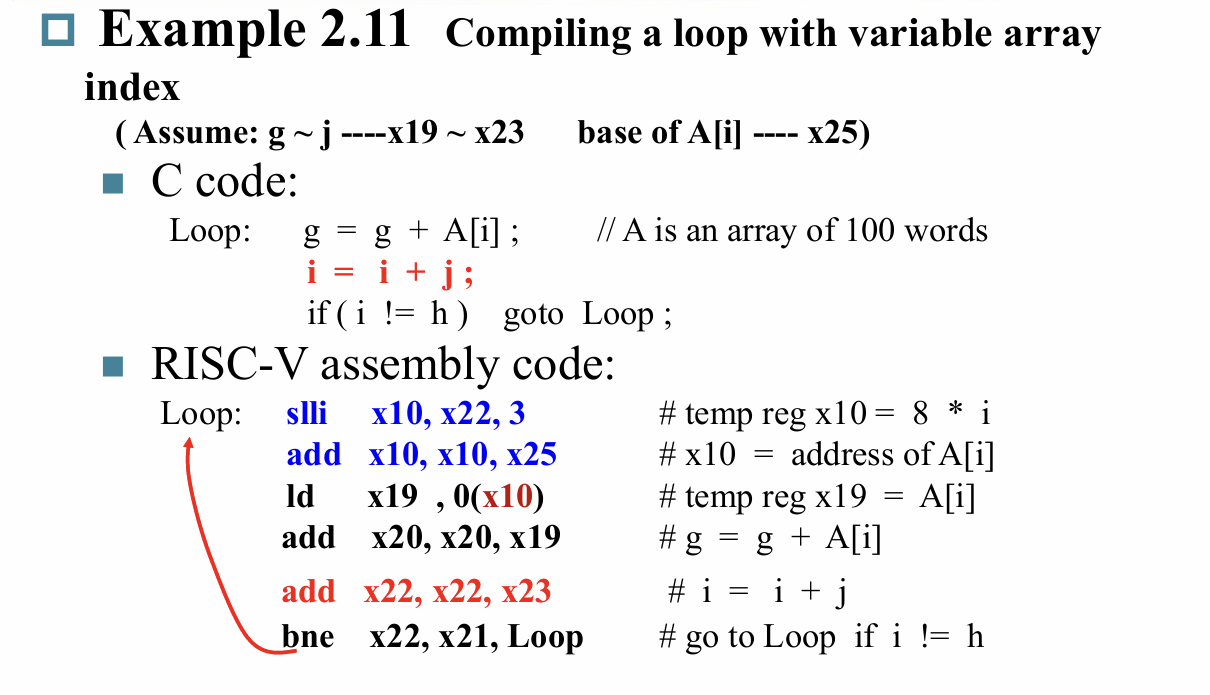 Example 2.11 Compiling a loop with variable array
index
( Assume: g ~ j ----x19 ~ x23 base of A[i] ---- x25)
C code:
Loop: g = g + A[i] ; // A is an array of 100 words
i = i + j ;
if ( i != h ) goto Loop ;
RISC-V assembly code:
Loop: slli x10, x22, 3 # temp reg x10 = 8 * i
add x10, x10, x25 # x10 = address of A[i]
ld x19 , 0(x10) # temp reg x19 = A[i]
add x20, x20, x19 # g = g + A[i]
add x22, x22, x23 # i = i + j
bne x22, x21, Loop # go to Loop if i != h